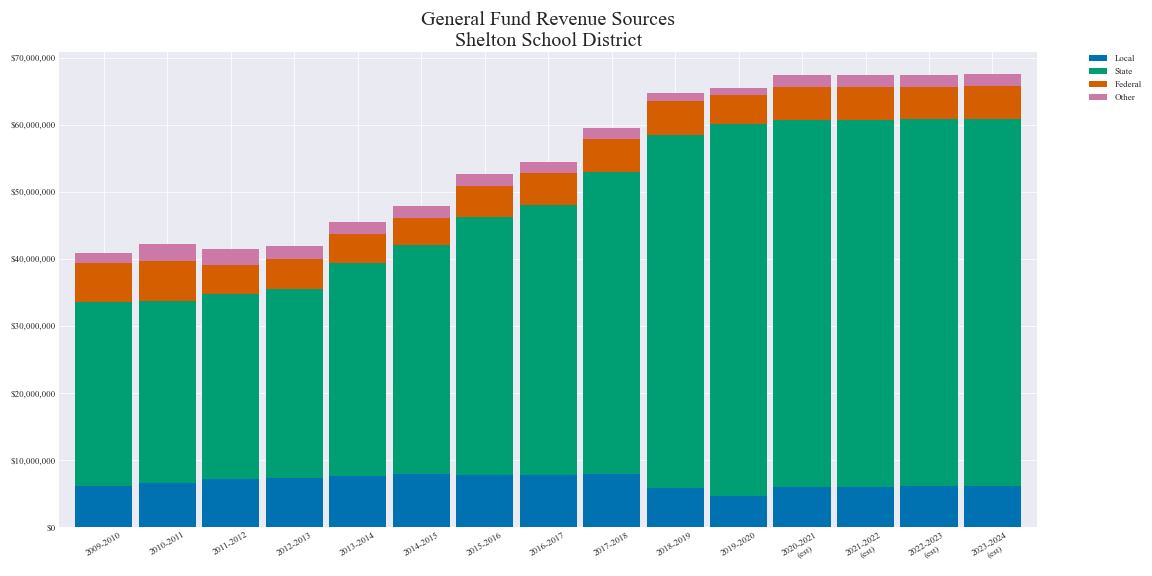 General Fund Revenue Sources
Shelton School District
$70,000,000
$60,000,000
$50,000,000
$40,000,000
$30,000,000
$20,000,000
$10,000,000
$0
2009-2010
2010-2011
2011-2012
2012-2013
2013-2014
2014-2015
2015-2016
2016-2017
2017-2018
2018-2019
2019-2020
2020-2021
(est)
2021-2022
(est)
2022-2023
(est)
2023-2024
(est)
Local
State
Federal
Other